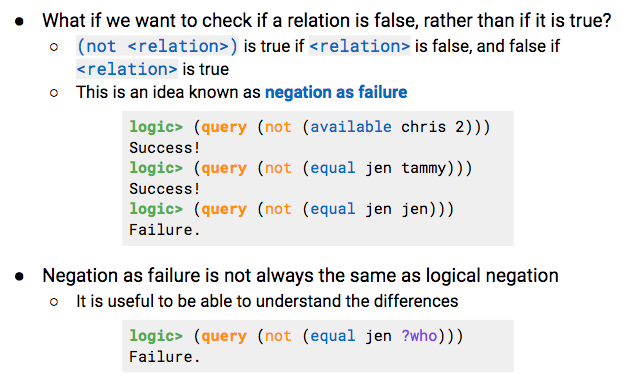 ● What if we want to check if a relation is false, rather than if it is true?
○ (not <relation>) is true if <relation> is false, and false if
<relation> is true
○ This is an idea known as negation as failure
logic> (query (not (available chris 2)))
Success!
logic> (query (not (equal jen tammy)))
Success!
logic> (query (not (equal jen jen)))
Failure.
● Negation as failure is not always the same as logical negation
○ It is useful to be able to understand the differences
logic> (query (not (equal jen ?who)))
Failure.